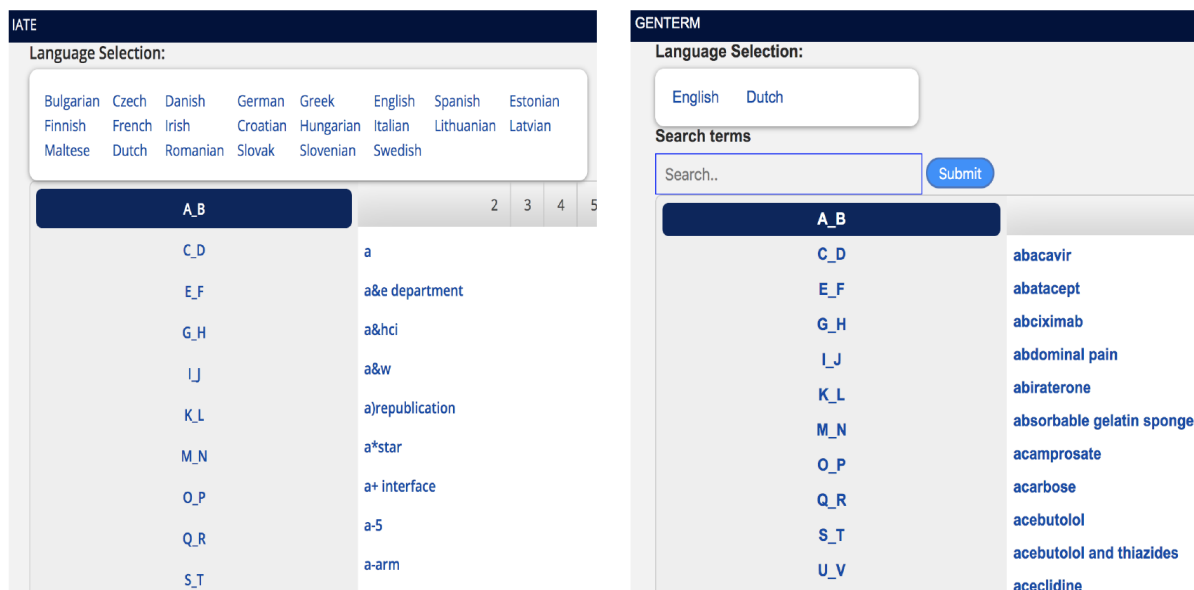 IATE
Language Selection:
Bulgarian Czech Danish German Greek English Spanish Estonian
Finnish French Irish Croatian Hungarian Italian Lithuanian Latvian
Maltese Dutch Romanian Slovak Slovenian Swedish
A_B 2 3 4 5
C_D a
E_F a&e department
G_H a&hci
I_J a&w
K_L a)republication
M_N a*star
O_P a+ interface
Q_R a-5
S_T a-arm
GENTERM
Language Selection:
English Dutch
Search terms
Search.. Submit
A_B
C_D abacavir
E_F abatacept
G_H abciximab
I_J abdominal pain
K_L abiraterone
M_N absorbable gelatin sponge
O_P acamprosate
Q_R acarbose
S_T acebutolol
U_V acebutolol and thiazides
aceclidine